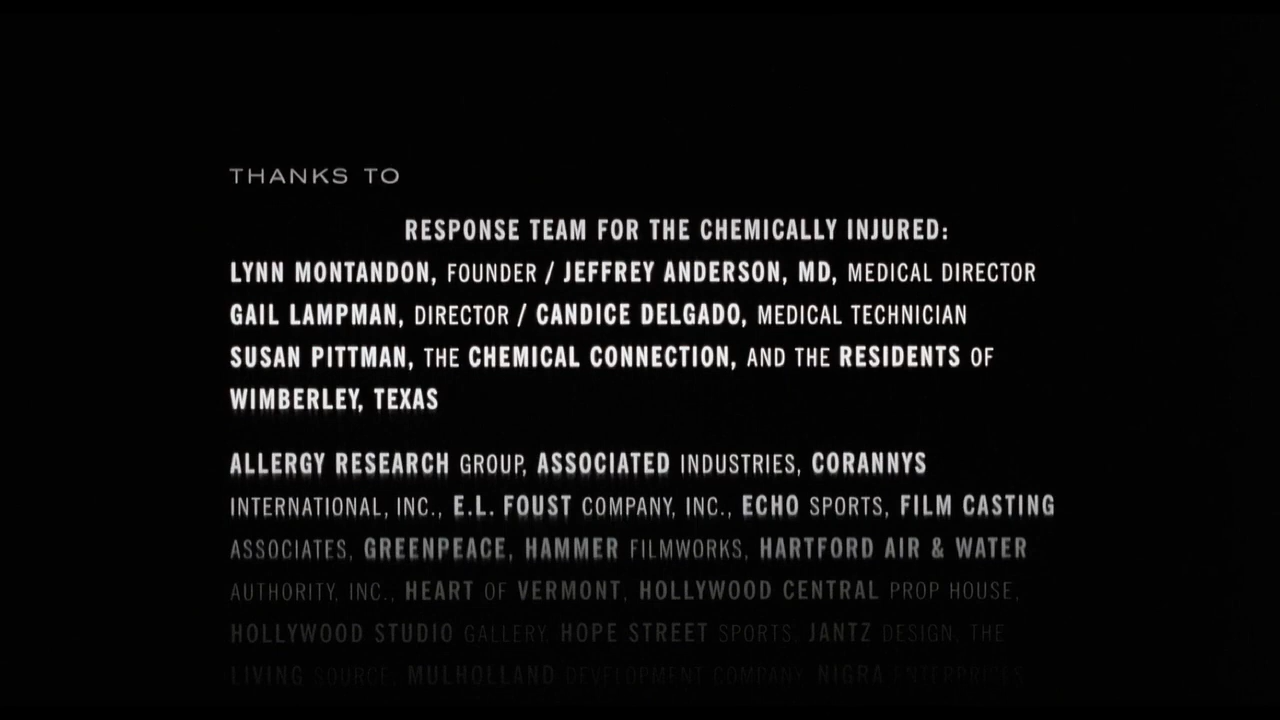 THANKS TO
RESPONSE TEAM FOR THE CHEMICALLY INJURED:
LYNN MONTANDON, FOUNDER / JEFFREY ANDERSON, MD, MEDICAL DIRECTOR
GAIL LAMPMAN, DIRECTOR / CANDICE DELGADO, MEDICAL TECHNICIAN
SUSAN PITTMAN, THE CHEMICAL CONNECTION, AND THE RESIDENTS OF
WIMBERLEY, TEXAS
ALLERGY RESEARCH GROUP, ASSOCIATED INDUSTRIES, CORANNYS
INTERNATIONAL, INC., E.L. FOUST COMPANY, INC., ECHO SPORTS, FILM CASTING
ASSOCIATES, GREENPEACE, HAMMER FILMWORKS, HARTFORD AIR & WATER
AUTHORITY, INC., HEART OF VERMONT, HOLLYWOOD CENTRAL PROP HOUSE,
HOLLYWOOD STUDIO GALLERY, HOPE STREET SPORTS, JANTZ DESIGN, THE
LIVING SOURCE, MULHOLLAND DEVELOPMENT COMPANY, NIGRA ENTERPRISES